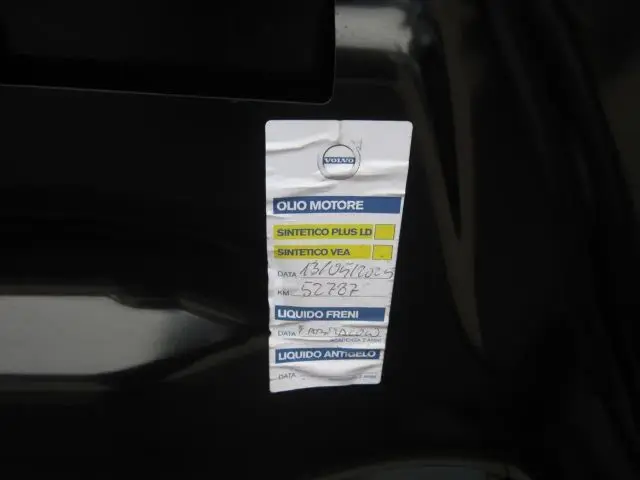 VOLVO
OLIO MOTORE
SINTETICO PLUS I.D
SINTETICO VEA
DATA 13/05/2025
KM 52787
LIQUIDO FRENI
DATA
LIQUIDO ANTIGELO
DATA